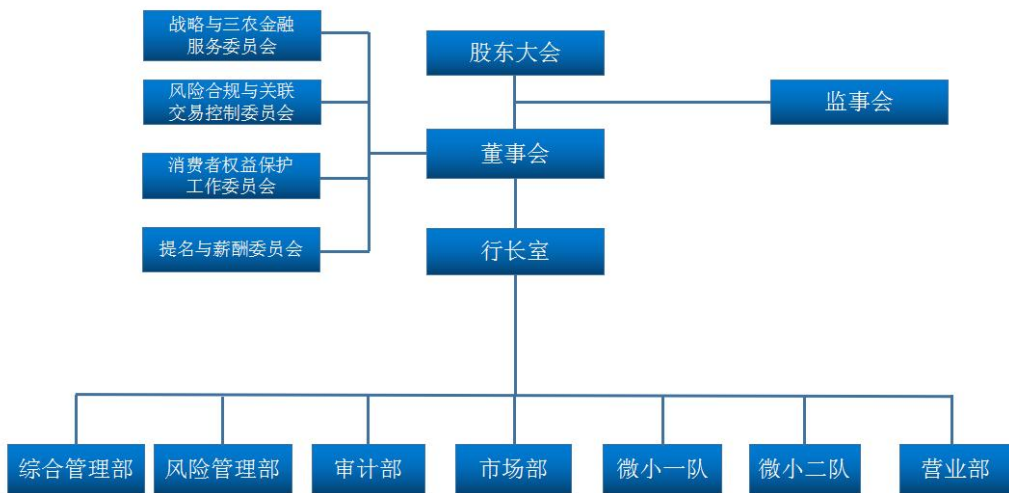 战略与三农金融
服务委员会
股东大会
风险合规与关联
交易控制委员会
监事会
董事会
消费者权益保护
工作委员会
提名与薪酬委员会
行长室
综合管理部
风险管理部
审计部
市场部
微小一队
微小二队
营业部